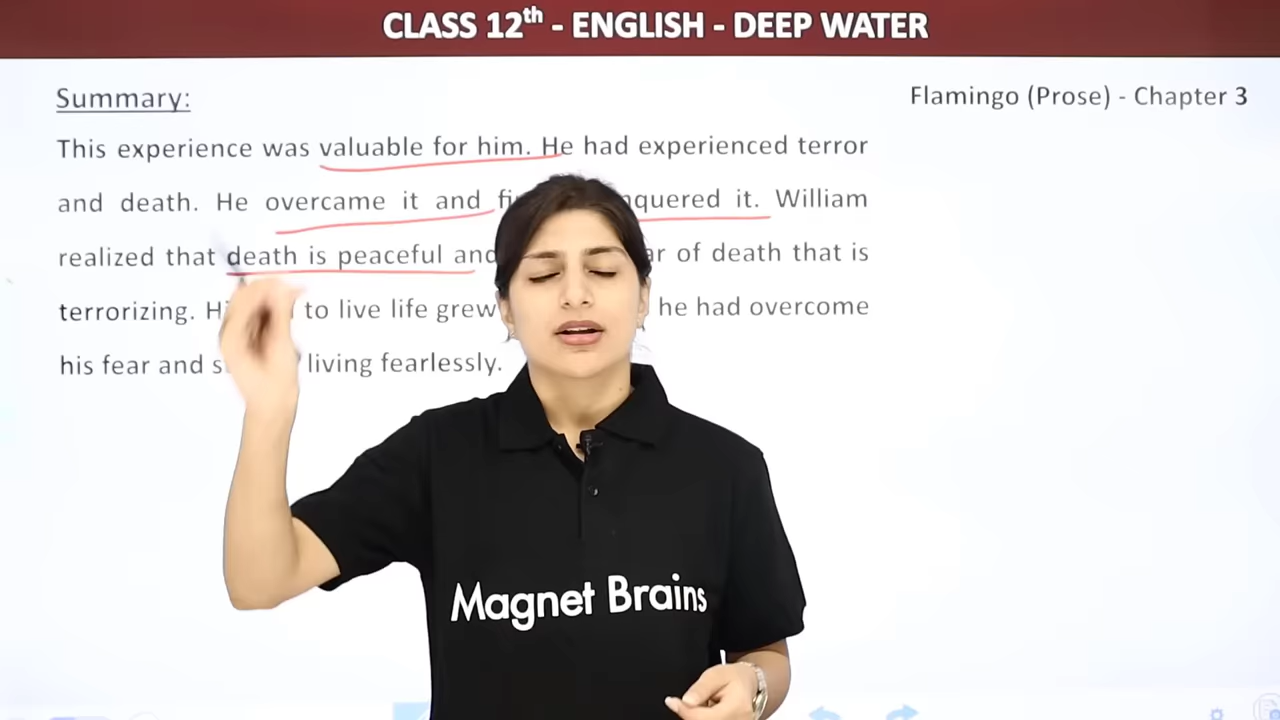 CLASS 12th - ENGLISH - DEEP WATER
Summary:
Flamingo (Prose) - Chapter 3
This experience was valuable for him. He had experienced terror
and death. He overcame it and it. William
realized that death is peaceful and of death that is
terrorizing. to live life grew he had overcome
his fear and living fearlessly.
Magnet Brains